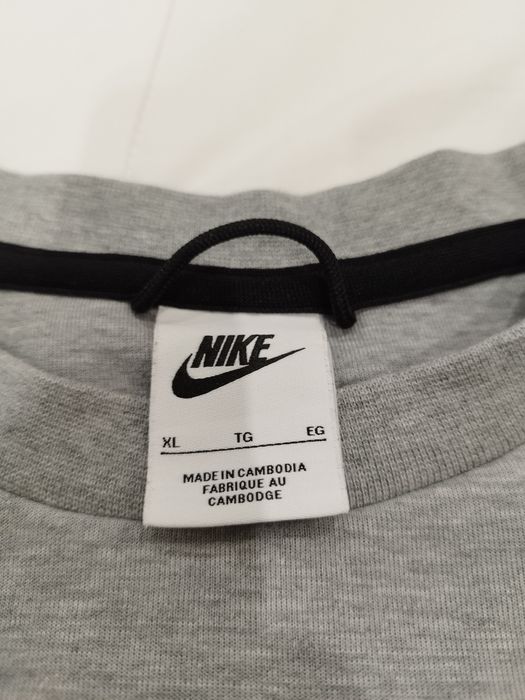 NIKE
XL TG EG
MADE IN CAMBODIA
FABRIQUE AU
CAMBODGE